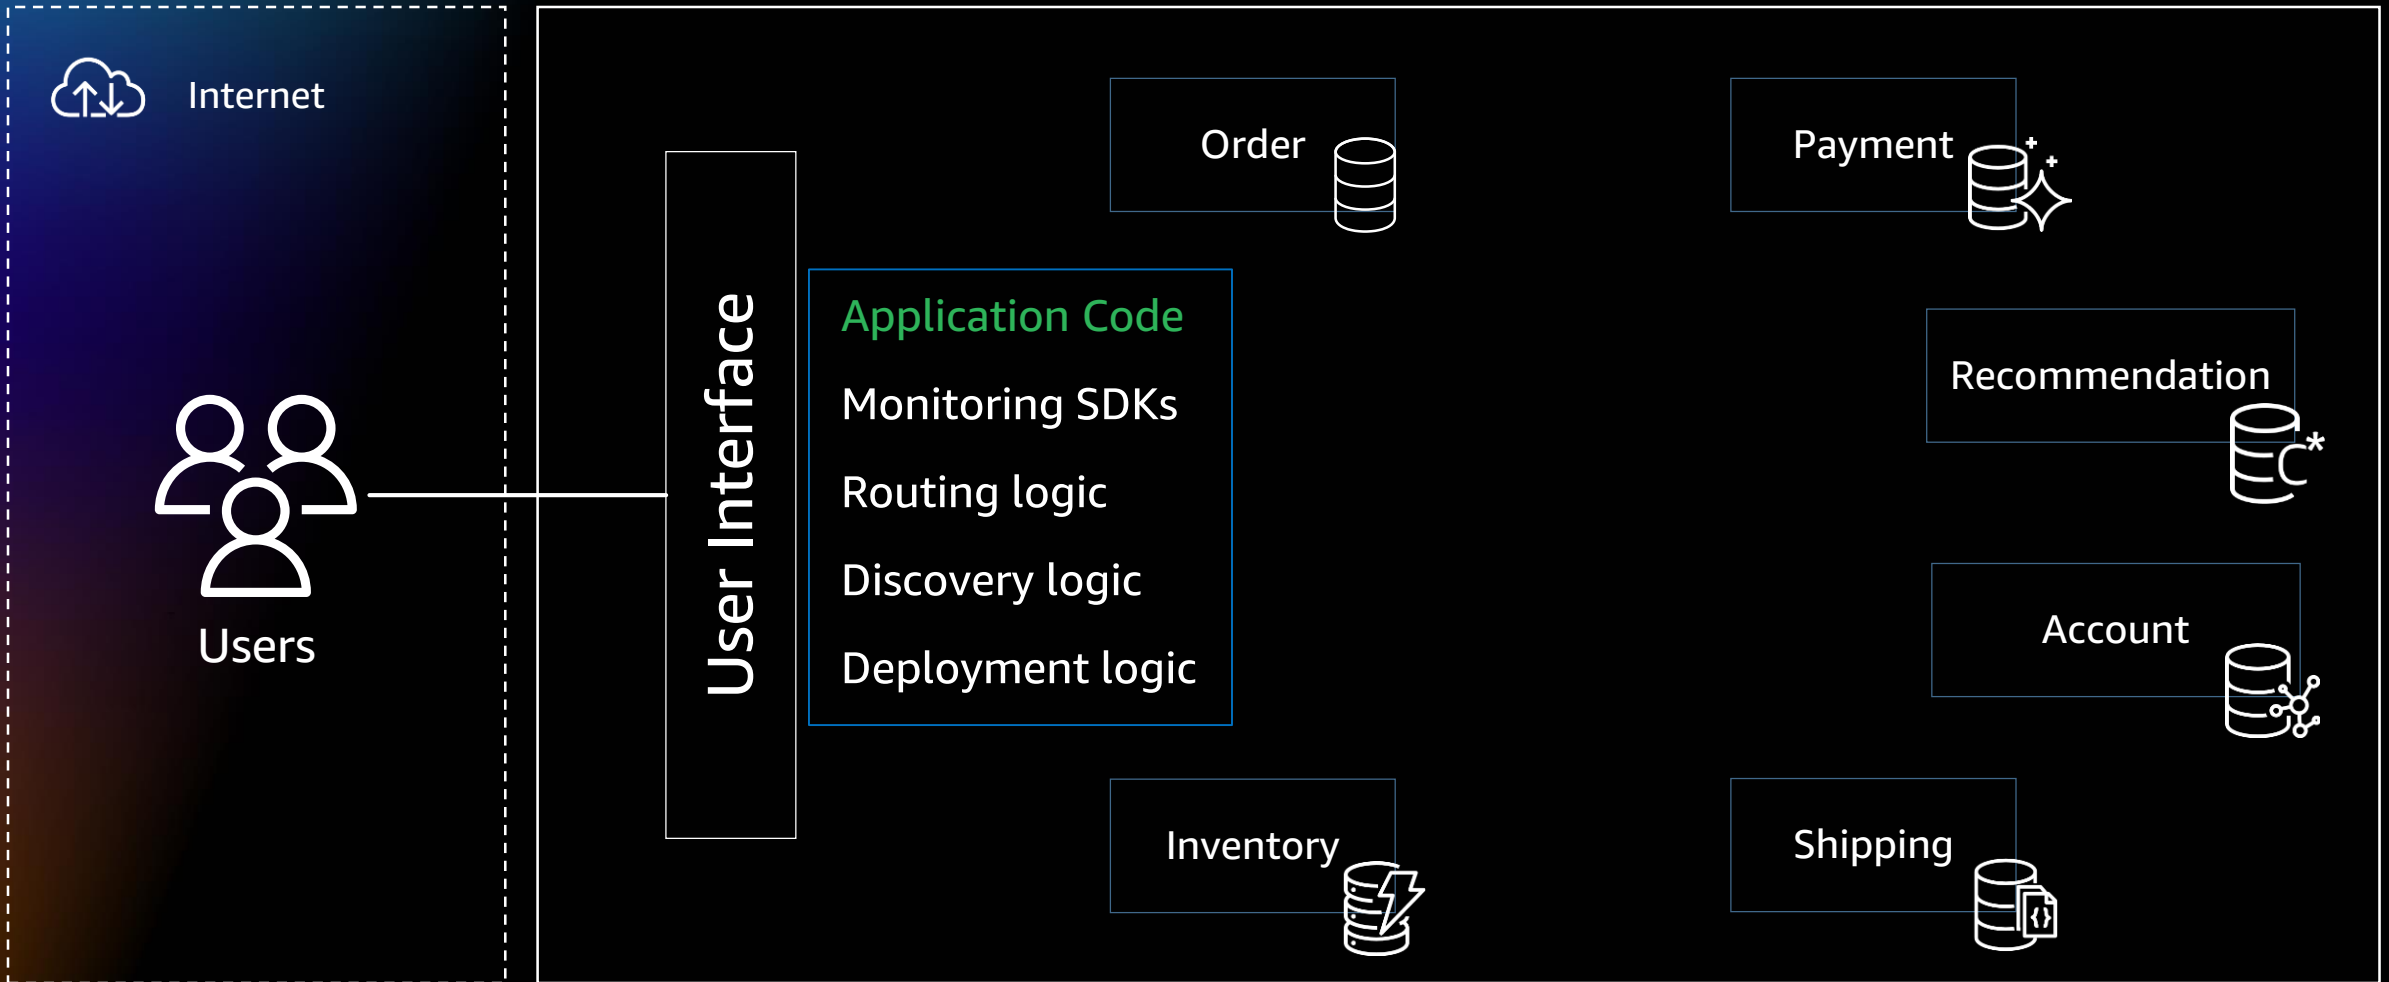 Internet
Users
User Interface
Application Code
Monitoring SDKs
Routing logic
Discovery logic
Deployment logic
Order
Payment
Recommendation
C*
Account
Inventory
Shipping
{}